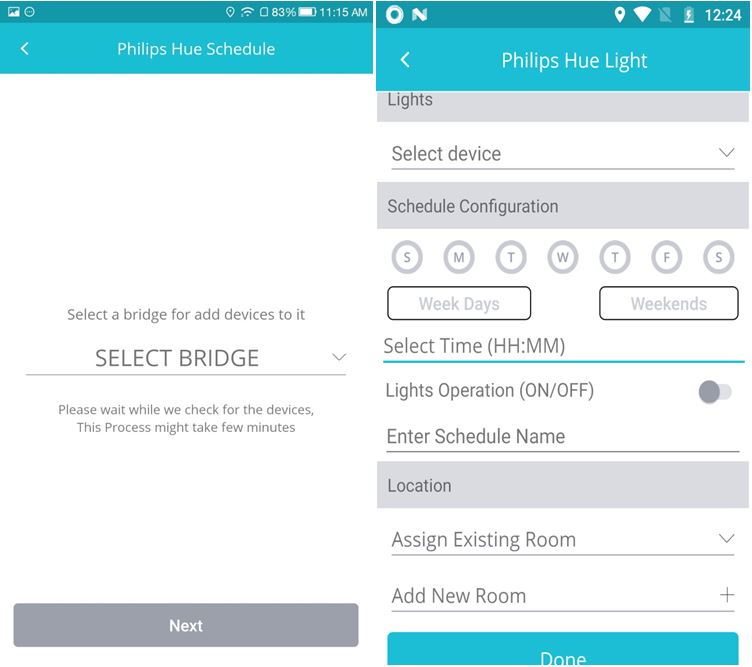 83% 11:15 AM
Philips Hue Schedule
Select a bridge for add devices to it
SELECT BRIDGE
Please wait while we check for the devices,
This Process might take few minutes
Next
12:24
Philips Hue Light
Lights
Select device
Schedule Configuration
S M T W T F S
Week Days Weekends
Select Time (HH:MM)
Lights Operation (ON/OFF)
Enter Schedule Name
Location
Assign Existing Room
Add New Room
Done